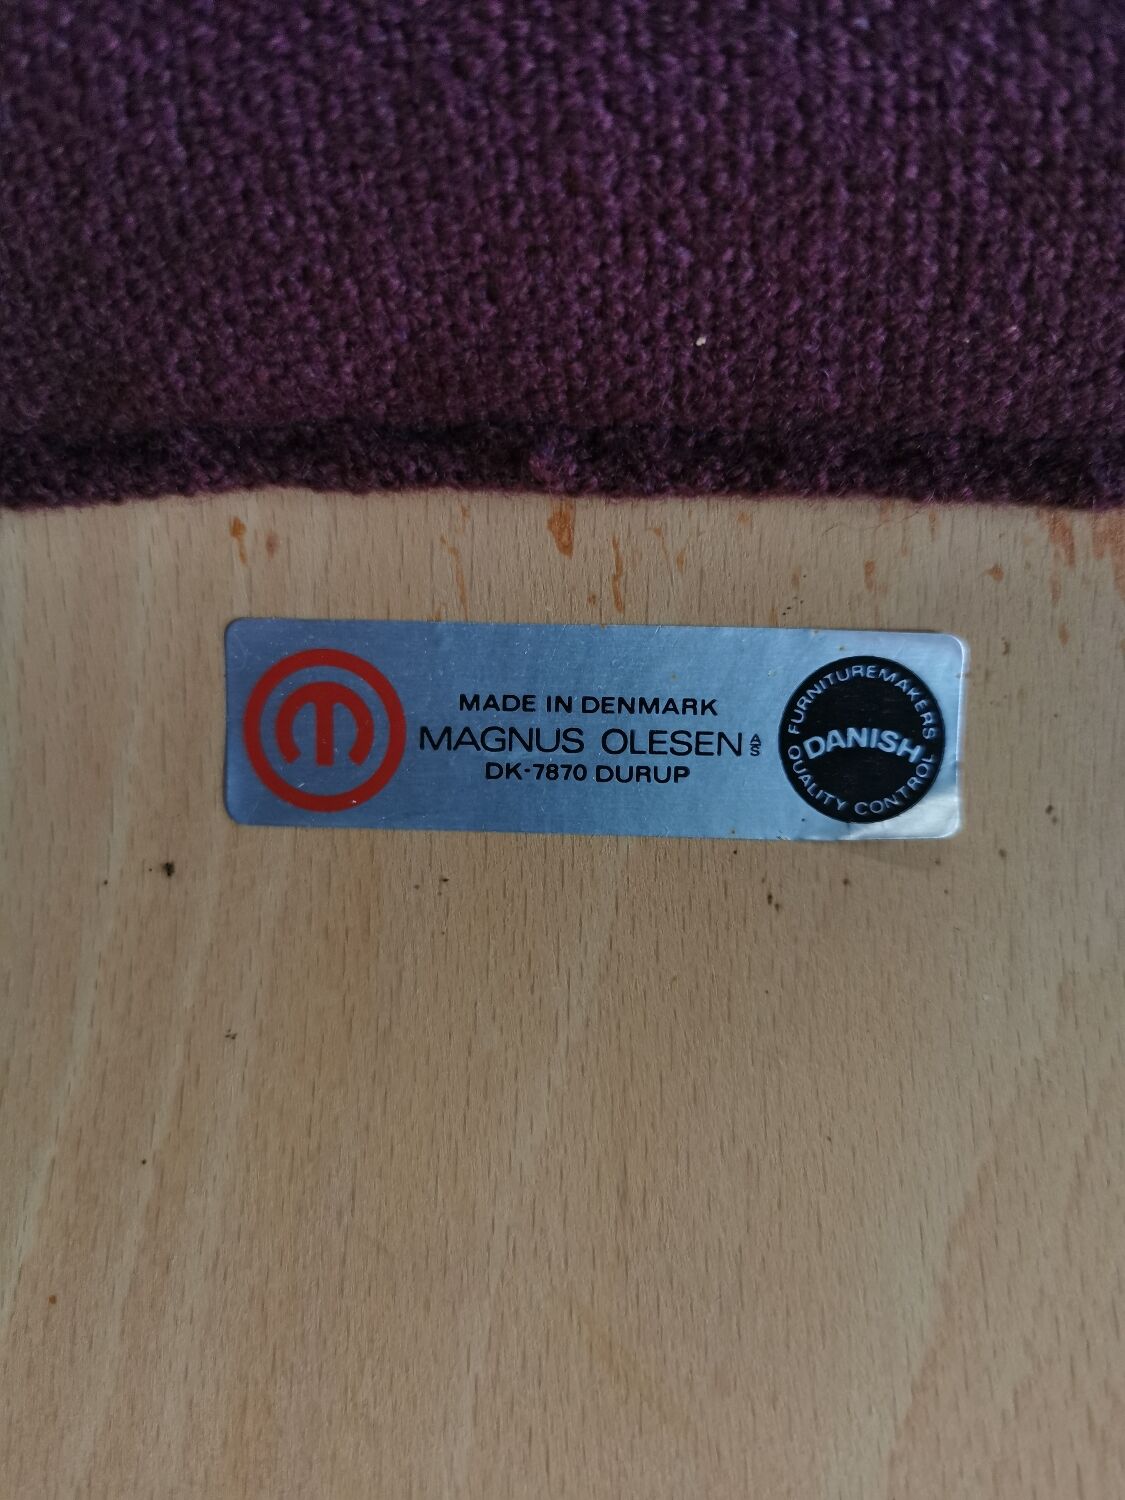 MADE IN DENMARK
MAGNUS OLESEN A/S
DK-7870 DURUP
FURNITUREMAKERS
DANISH
QUALITY CONTROL